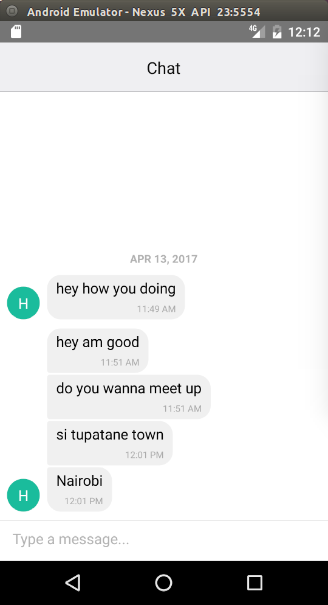 Android Emulator - Nexus 5X API 23:5554
4G 12:12
Chat
APR 13, 2017
hey how you doing
11:49 AM
H
hey am good
11:51 AM
do you wanna meet up
11:51 AM
si tupatane town
12:01 PM
Nairobi
12:01 PM
H
Type a message...